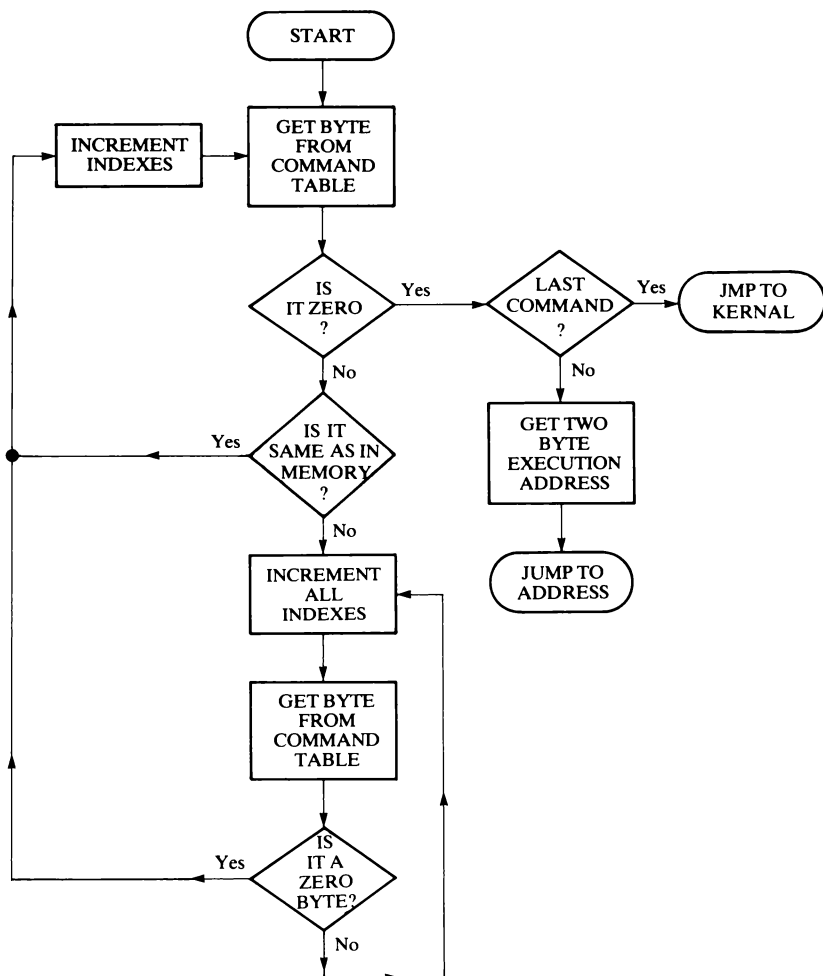 START
INCREMENT
INDEXES
GET BYTE
FROM
COMMAND
TABLE
IS
IT ZERO
?
Yes
LAST
COMMAND
?
Yes
JMP TO
KERNAL
No
No
IS IT
SAME AS IN
MEMORY
?
Yes
GET TWO
BYTE
EXECUTION
ADDRESS
No
INCREMENT
ALL
INDEXES
JUMP TO
ADDRESS
GET BYTE
FROM
COMMAND
TABLE
IS
IT A
ZERO
BYTE?
Yes
No